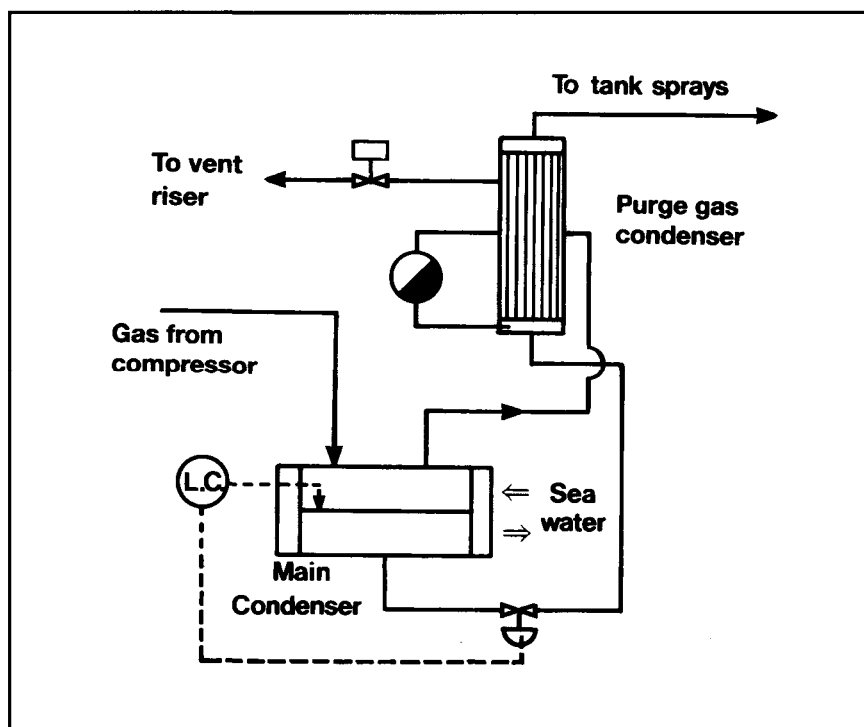 To tank sprays
To vent
riser
Purge gas
condenser
Gas from
compressor
L.C.
Sea
water
Main
Condenser